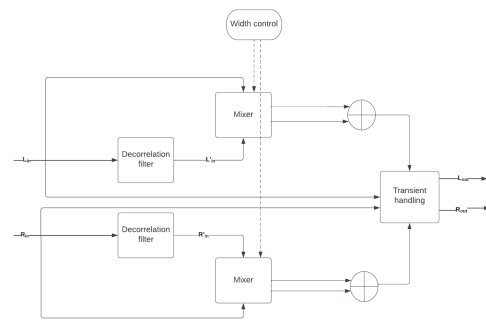 Width control
Mixer
Decorrelation
filter
L_in
L'_in
Transient
handling
L_out
R_out
Decorrelation
filter
R_in
R'_in
Mixer